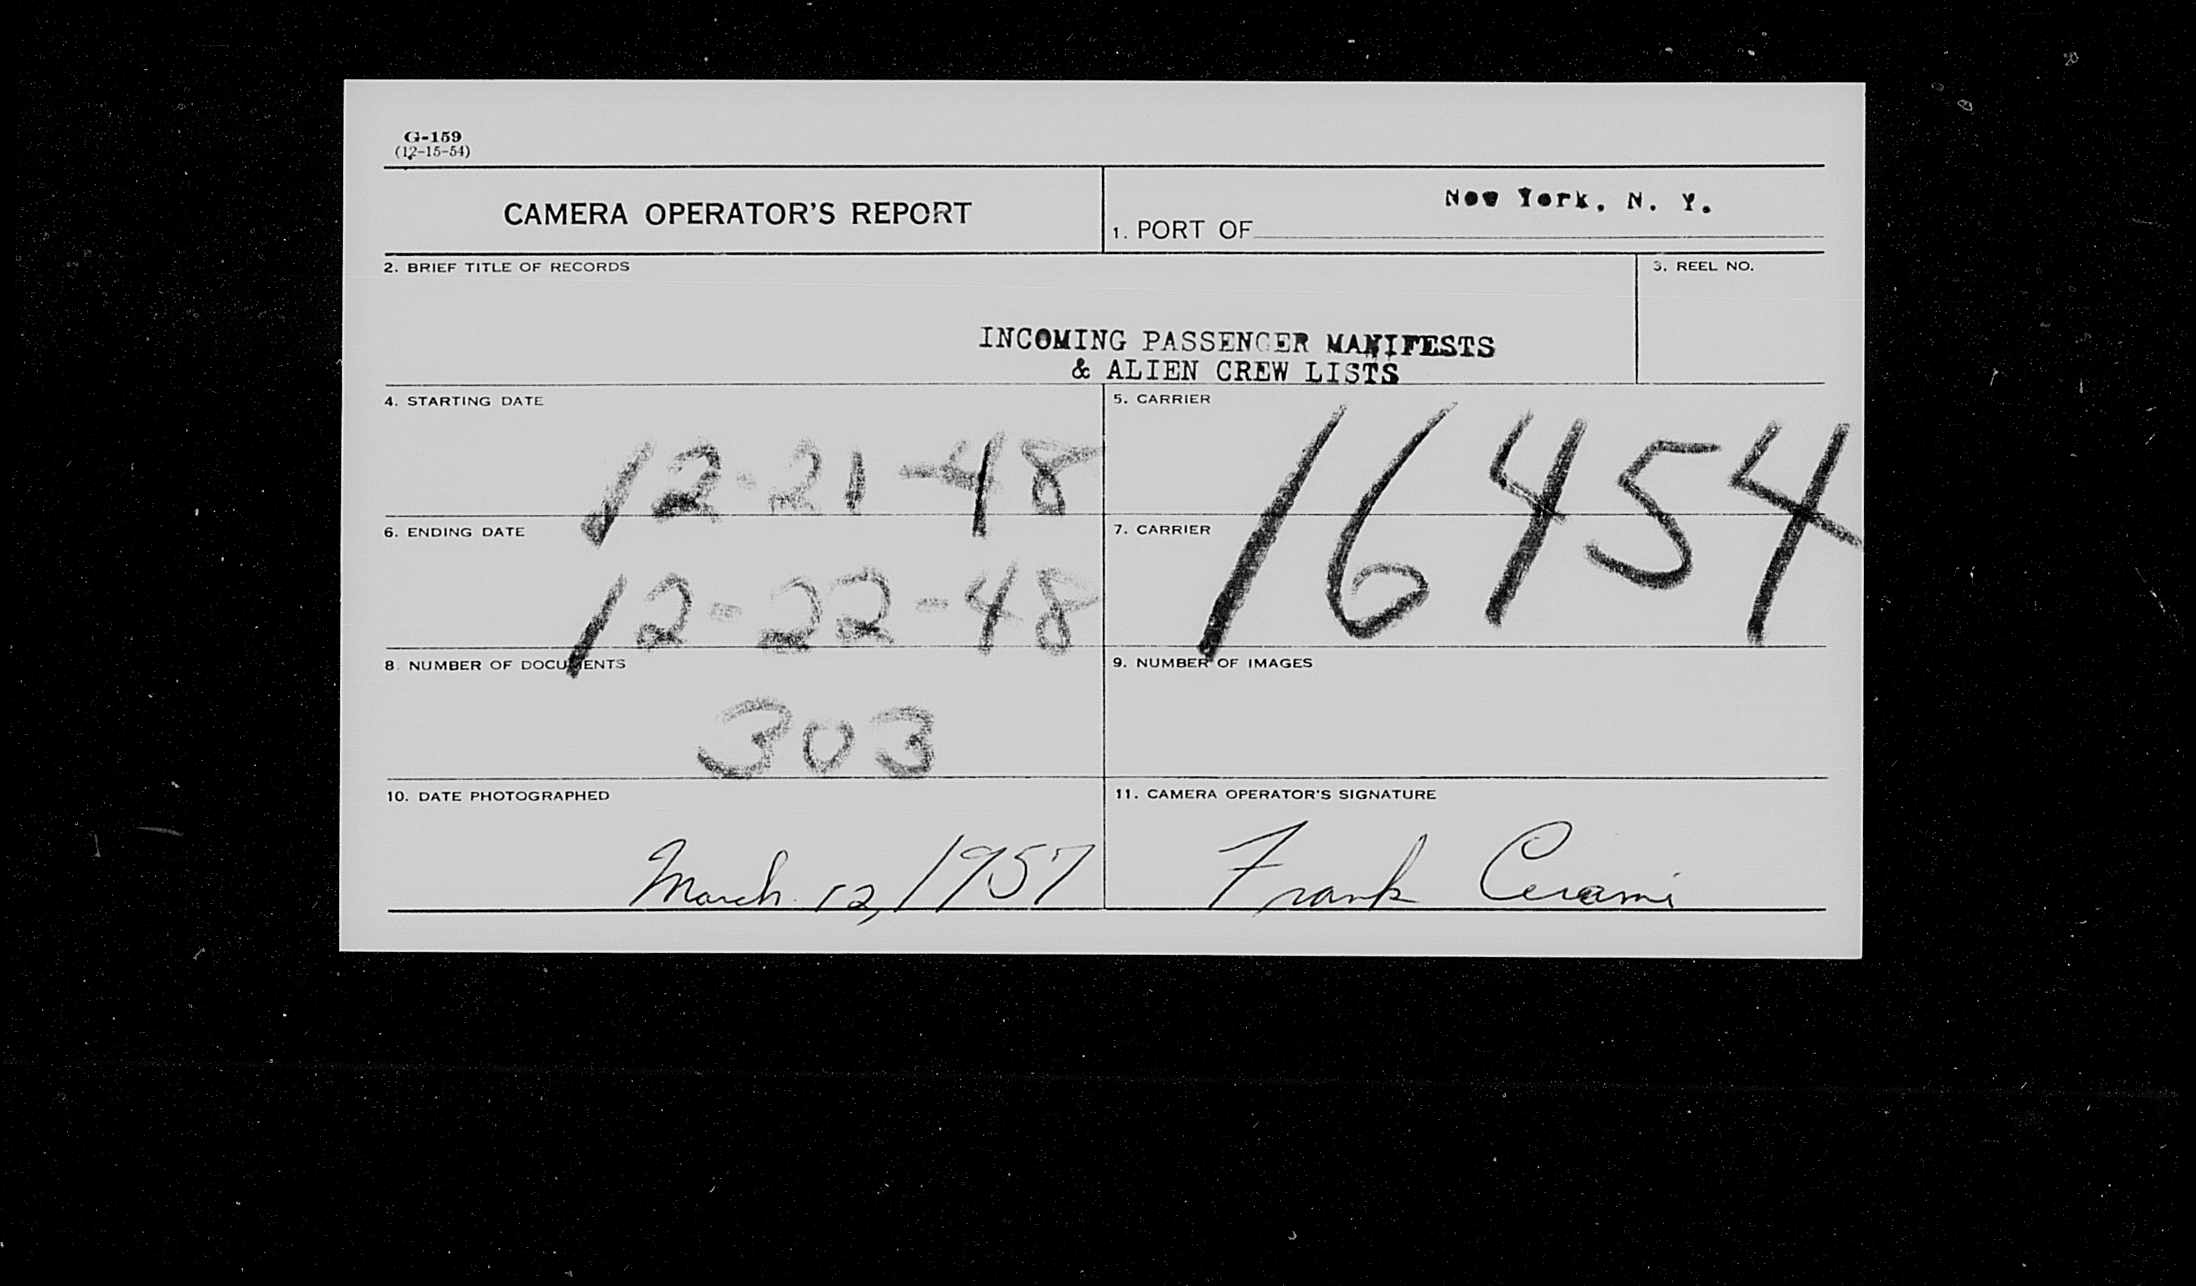 G-159
(12-15-54)
CAMERA OPERATOR'S REPORT
1. PORT OF New York, N. Y.
2. BRIEF TITLE OF RECORDS
INCOMING PASSENGER MANIFESTS
& ALIEN CREW LISTS
3. REEL NO.
4. STARTING DATE
12-21-48
5. CARRIER
16454
6. ENDING DATE
12-22-48
7. CARRIER
8. NUMBER OF DOCUMENTS
303
9. NUMBER OF IMAGES
10. DATE PHOTOGRAPHED
March 12, 1957
11. CAMERA OPERATOR'S SIGNATURE
Frank Cerami